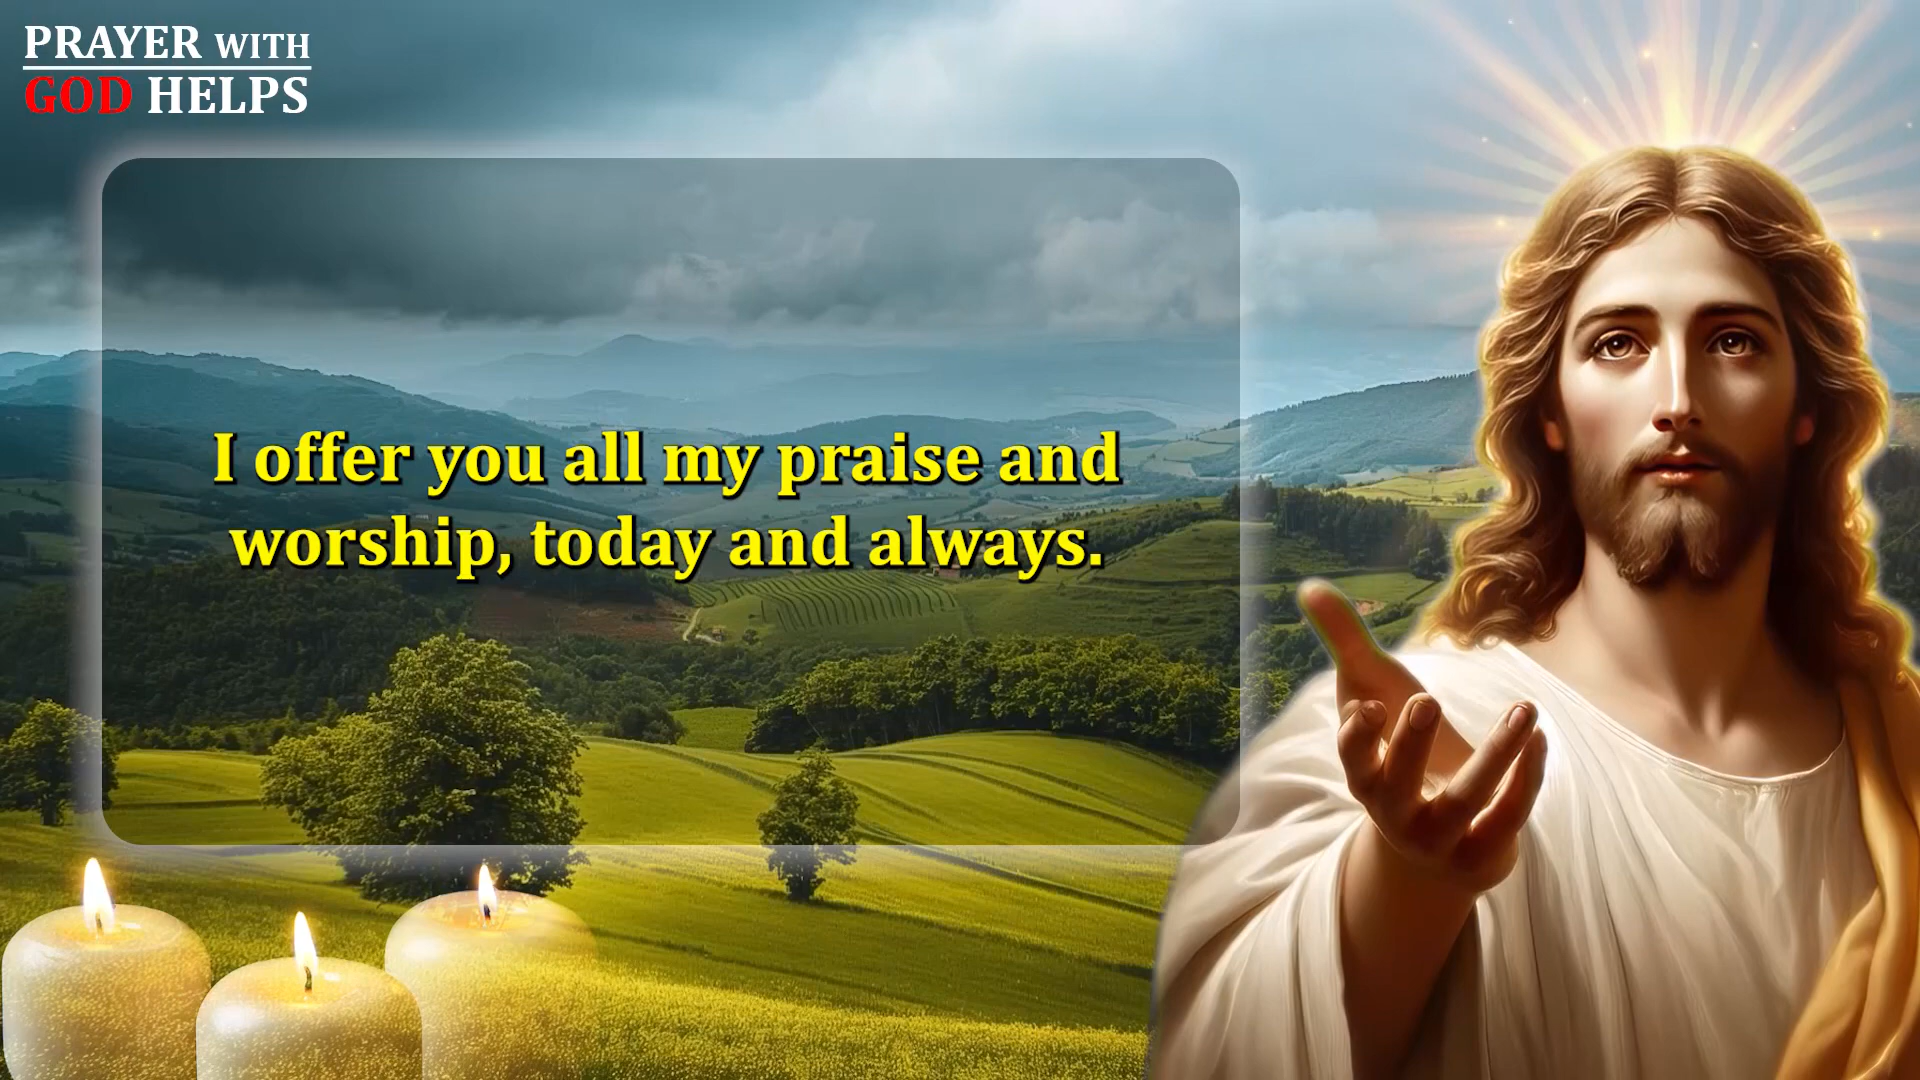 PRAYER WITH
GOD HELPS
I offer you all my praise and
worship, today and always.